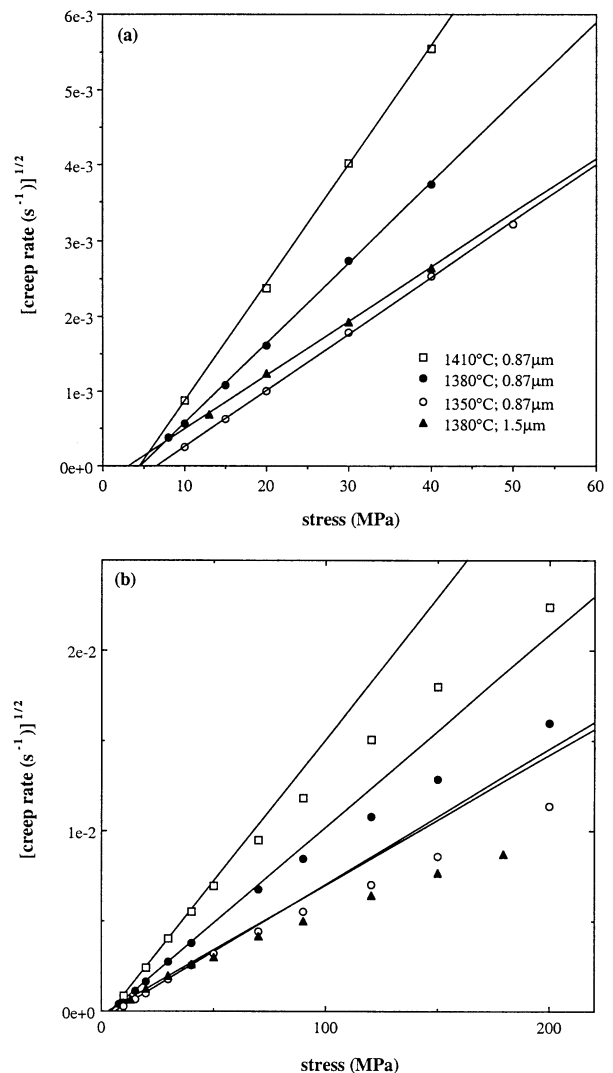 (a)
6e-3
5e-3
4e-3
3e-3
2e-3
1e-3
0e+0
[creep rate (s⁻¹)]^1/2
□ 1410°C; 0.87μm
● 1380°C; 0.87μm
○ 1350°C; 0.87μm
▲ 1380°C; 1.5μm
0 10 20 30 40 50 60
stress (MPa)
(b)
2e-2
1e-2
0e+0
[creep rate (s⁻¹)]^1/2
0 100 200
stress (MPa)